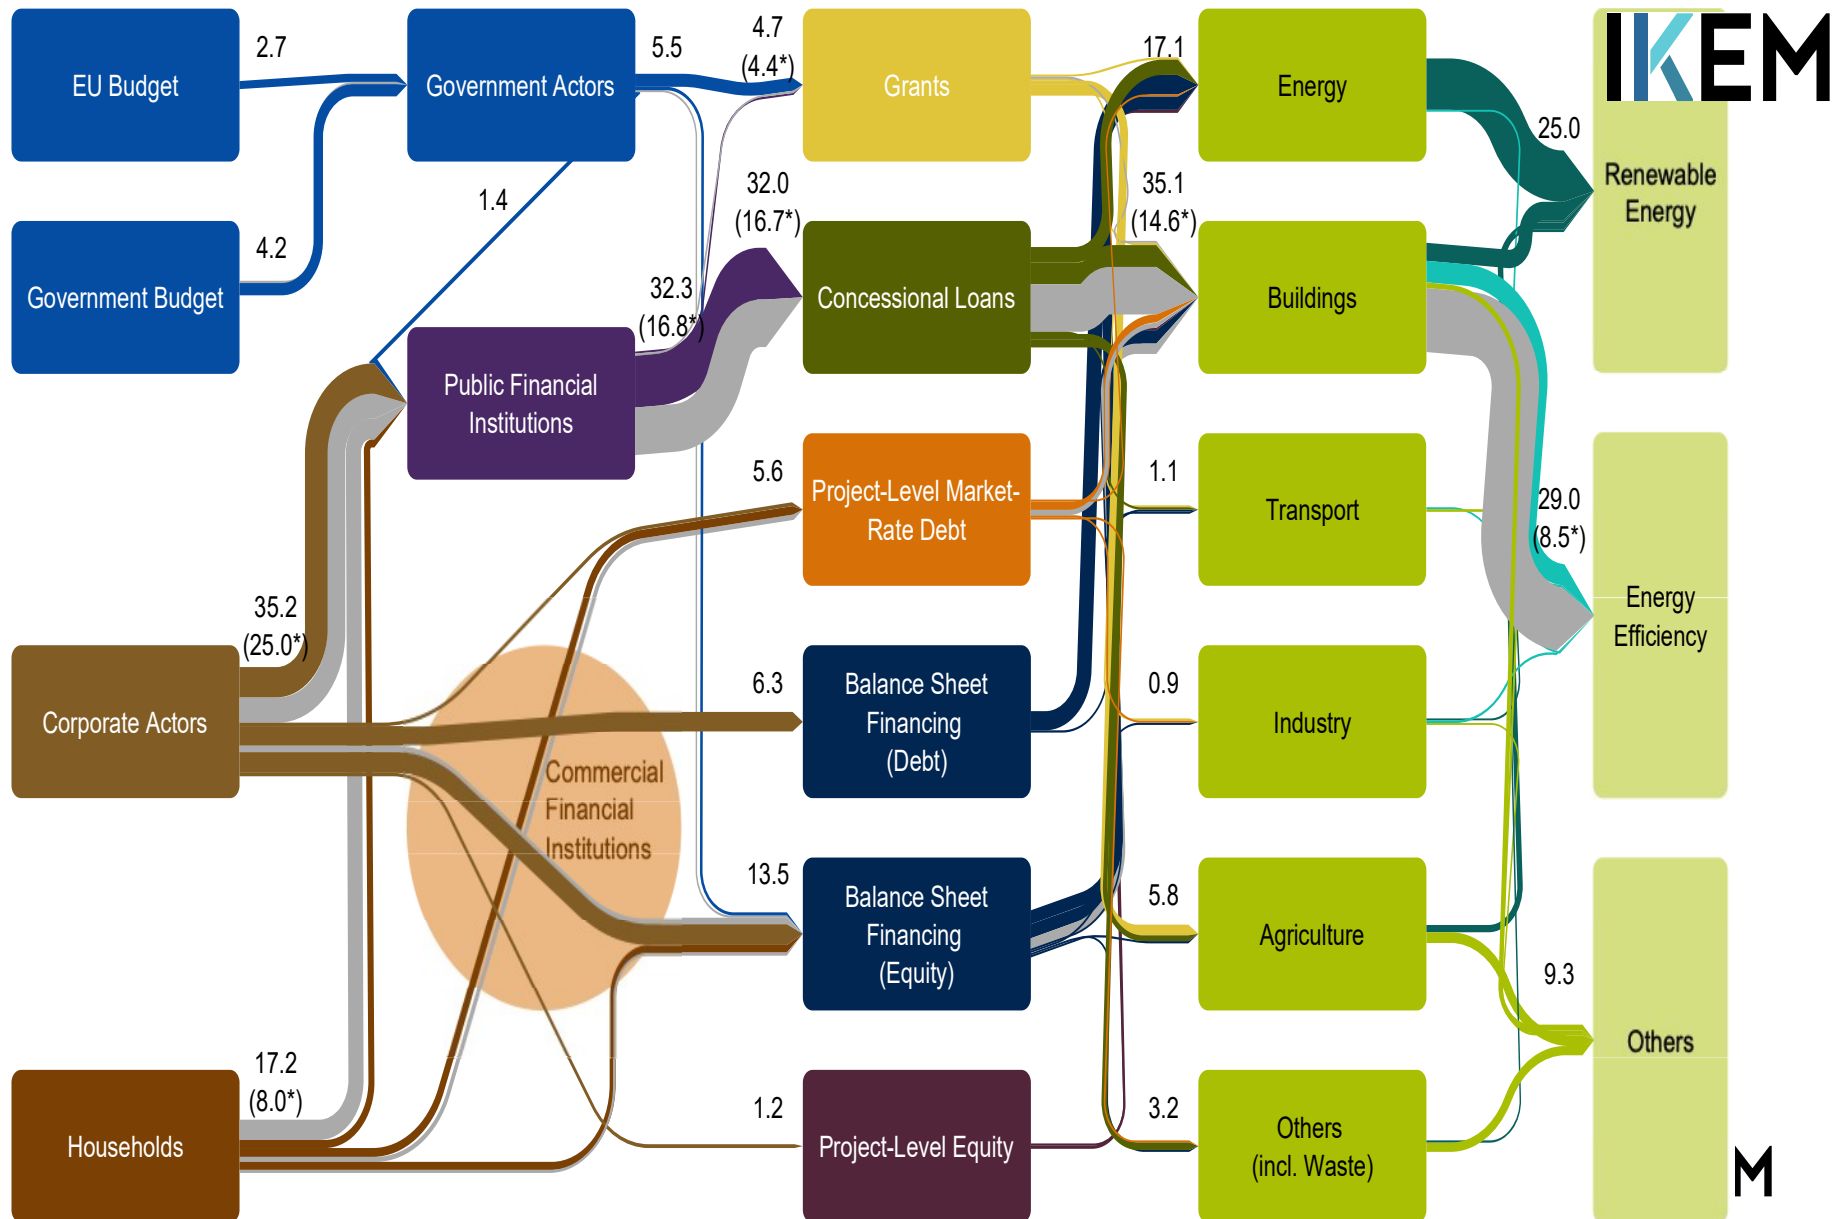 EU Budget
2.7
Government Actors
5.5
4.7
(4.4*)
Grants
17.1
Energy
25.0
IKEM
Renewable
Energy
Government Budget
4.2
1.4
32.0
(16.7*)
Concessional Loans
35.1
(14.6*)
Buildings
Public Financial
Institutions
32.3
(16.8*)
5.6
Project-Level Market-
Rate Debt
1.1
Transport
29.0
(8.5*)
Energy
Efficiency
Corporate Actors
35.2
(25.0*)
Commercial
Financial
Institutions
6.3
Balance Sheet
Financing
(Debt)
0.9
Industry
13.5
Balance Sheet
Financing
(Equity)
5.8
Agriculture
9.3
Others
Households
17.2
(8.0*)
1.2
Project-Level Equity
3.2
Others
(incl. Waste)
M